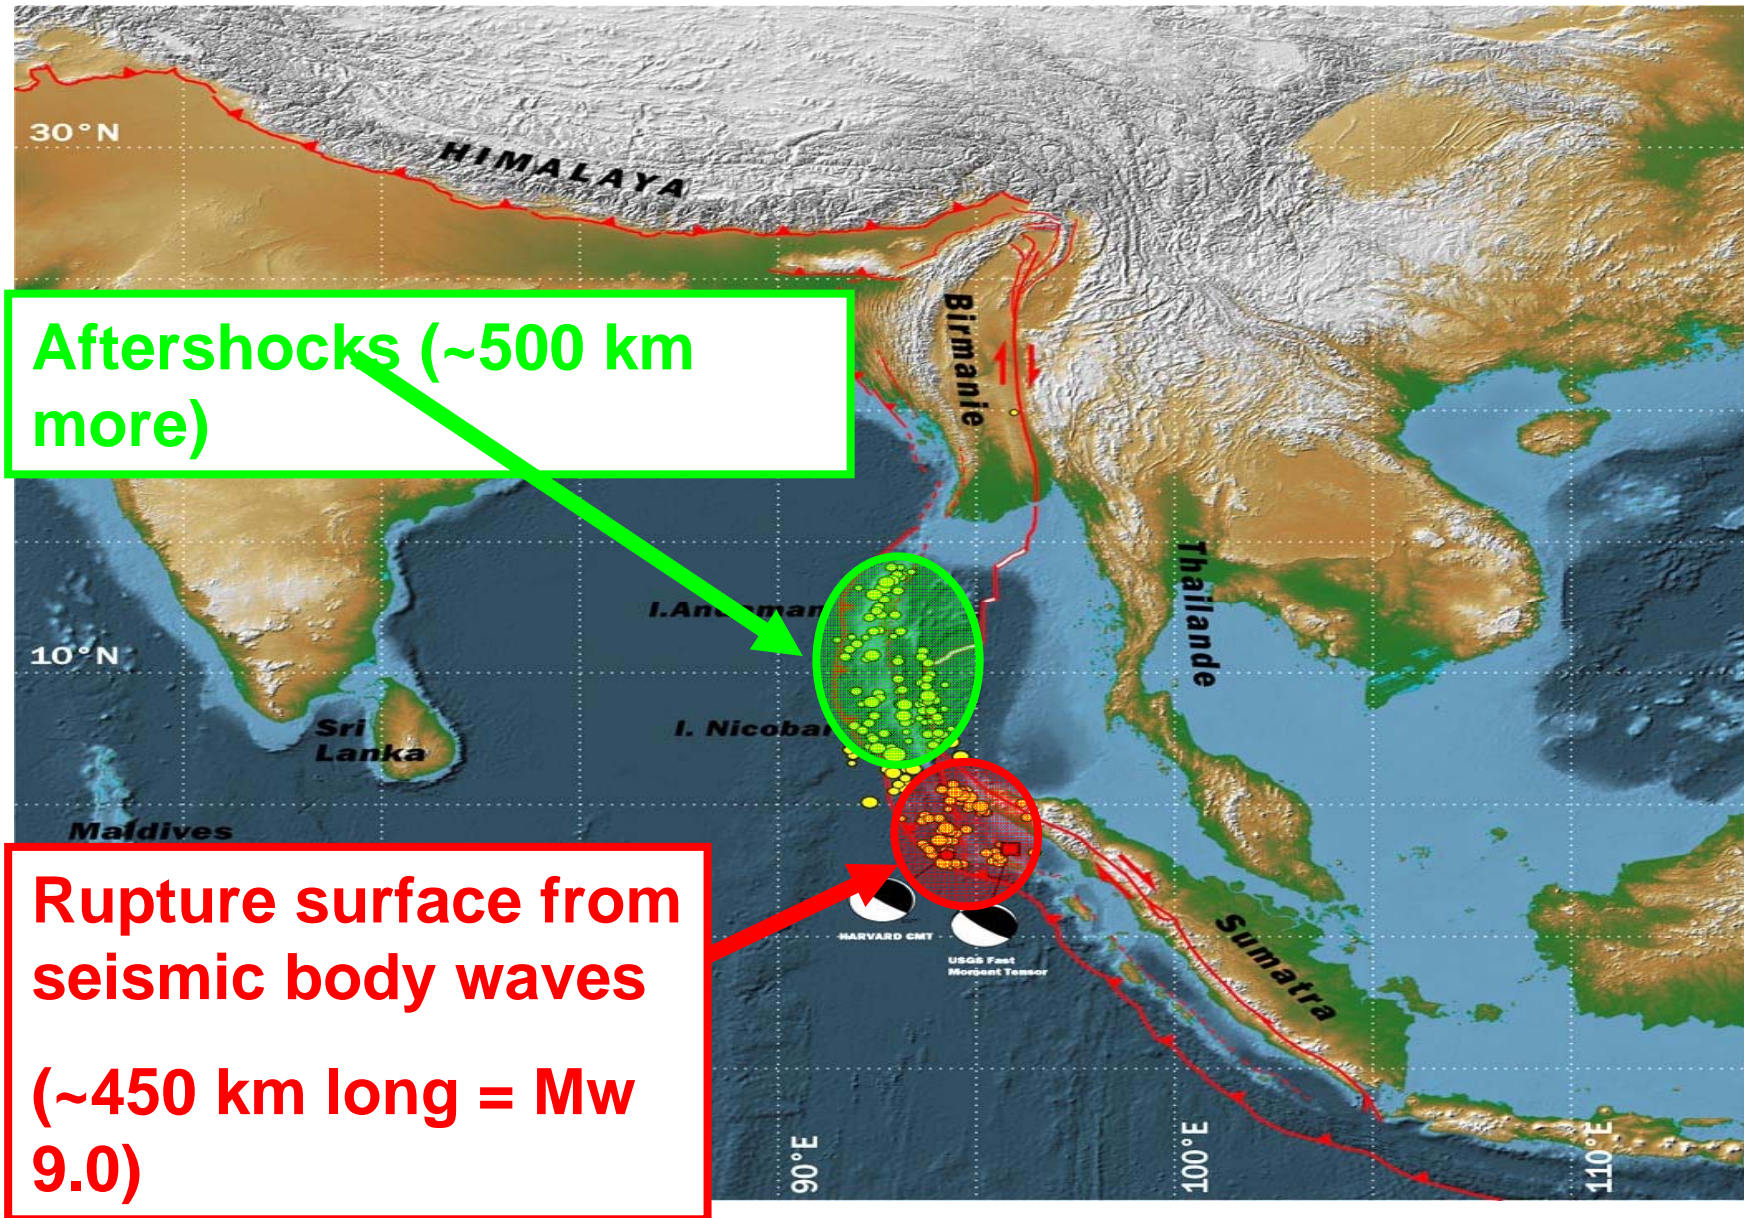 30°N
HIMALAYA
Aftershocks (~500 km
more)
Birmanie
Thailande
I.Andaman
10°N
I. Nicobar
Sri
Lanka
Maldives
Rupture surface from
seismic body waves
(~450 km long = Mw
9.0)
HARVARD CMT
USGS Fast
Moment Tensor
Sumatra
90°E
100°E
110°E